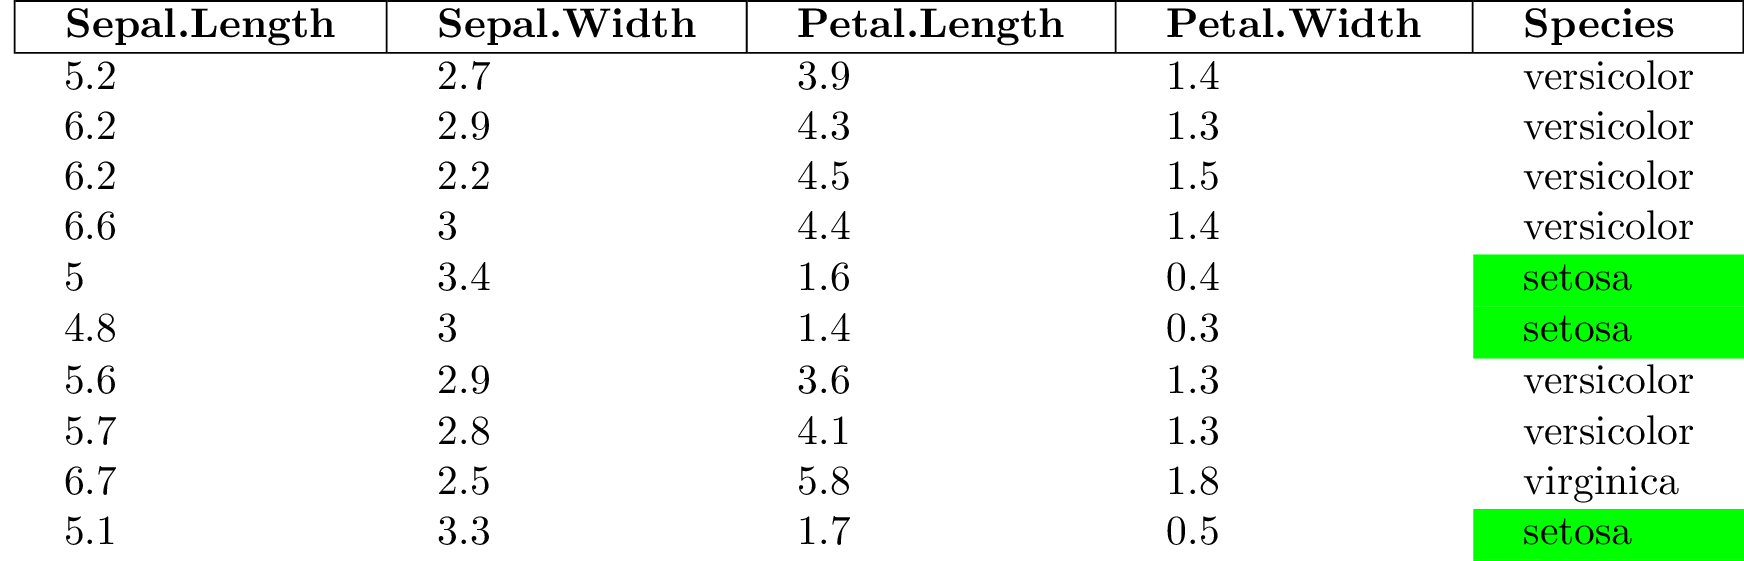 Sepal.Length Sepal.Width Petal.Length Petal.Width Species
5.2 2.7 3.9 1.4 versicolor
6.2 2.9 4.3 1.3 versicolor
6.2 2.2 4.5 1.5 versicolor
6.6 3 4.4 1.4 versicolor
5 3.4 1.6 0.4 setosa
4.8 3 1.4 0.3 setosa
5.6 2.9 3.6 1.3 versicolor
5.7 2.8 4.1 1.3 versicolor
6.7 2.5 5.8 1.8 virginica
5.1 3.3 1.7 0.5 setosa